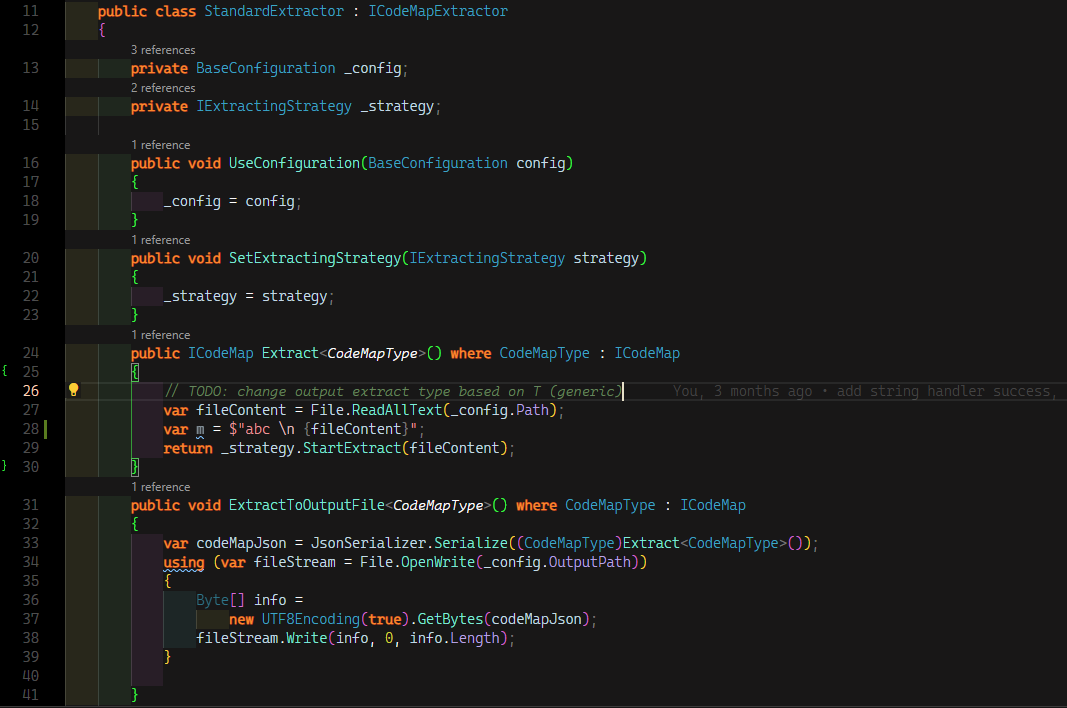 11 public class StandardExtractor : ICodeMapExtractor
12 {
3 references
13 private BaseConfiguration _config;
2 references
14 private IExtractingStrategy _strategy;
15
1 reference
16 public void UseConfiguration(BaseConfiguration config)
17 {
18 _config = config;
19 }
1 reference
20 public void SetExtractingStrategy(IExtractingStrategy strategy)
21 {
22 _strategy = strategy;
23 }
1 reference
24 public ICodeMap Extract<CodeMapType>() where CodeMapType : ICodeMap
{ 25 {
26 // TODO: change output extract type based on T (generic) You, 3 months ago • add string handler success,
27 var fileContent = File.ReadAllText(_config.Path);
28 var m = $"abc \n {fileContent}";
29 return _strategy.StartExtract(fileContent);
} 30 }
1 reference
31 public void ExtractToOutputFile<CodeMapType>() where CodeMapType : ICodeMap
32 {
33 var codeMapJson = JsonSerializer.Serialize((CodeMapType)Extract<CodeMapType>());
34 using (var fileStream = File.OpenWrite(_config.OutputPath))
35 {
36 Byte[] info =
37 new UTF8Encoding(true).GetBytes(codeMapJson);
38 fileStream.Write(info, 0, info.Length);
39 }
40
41 }